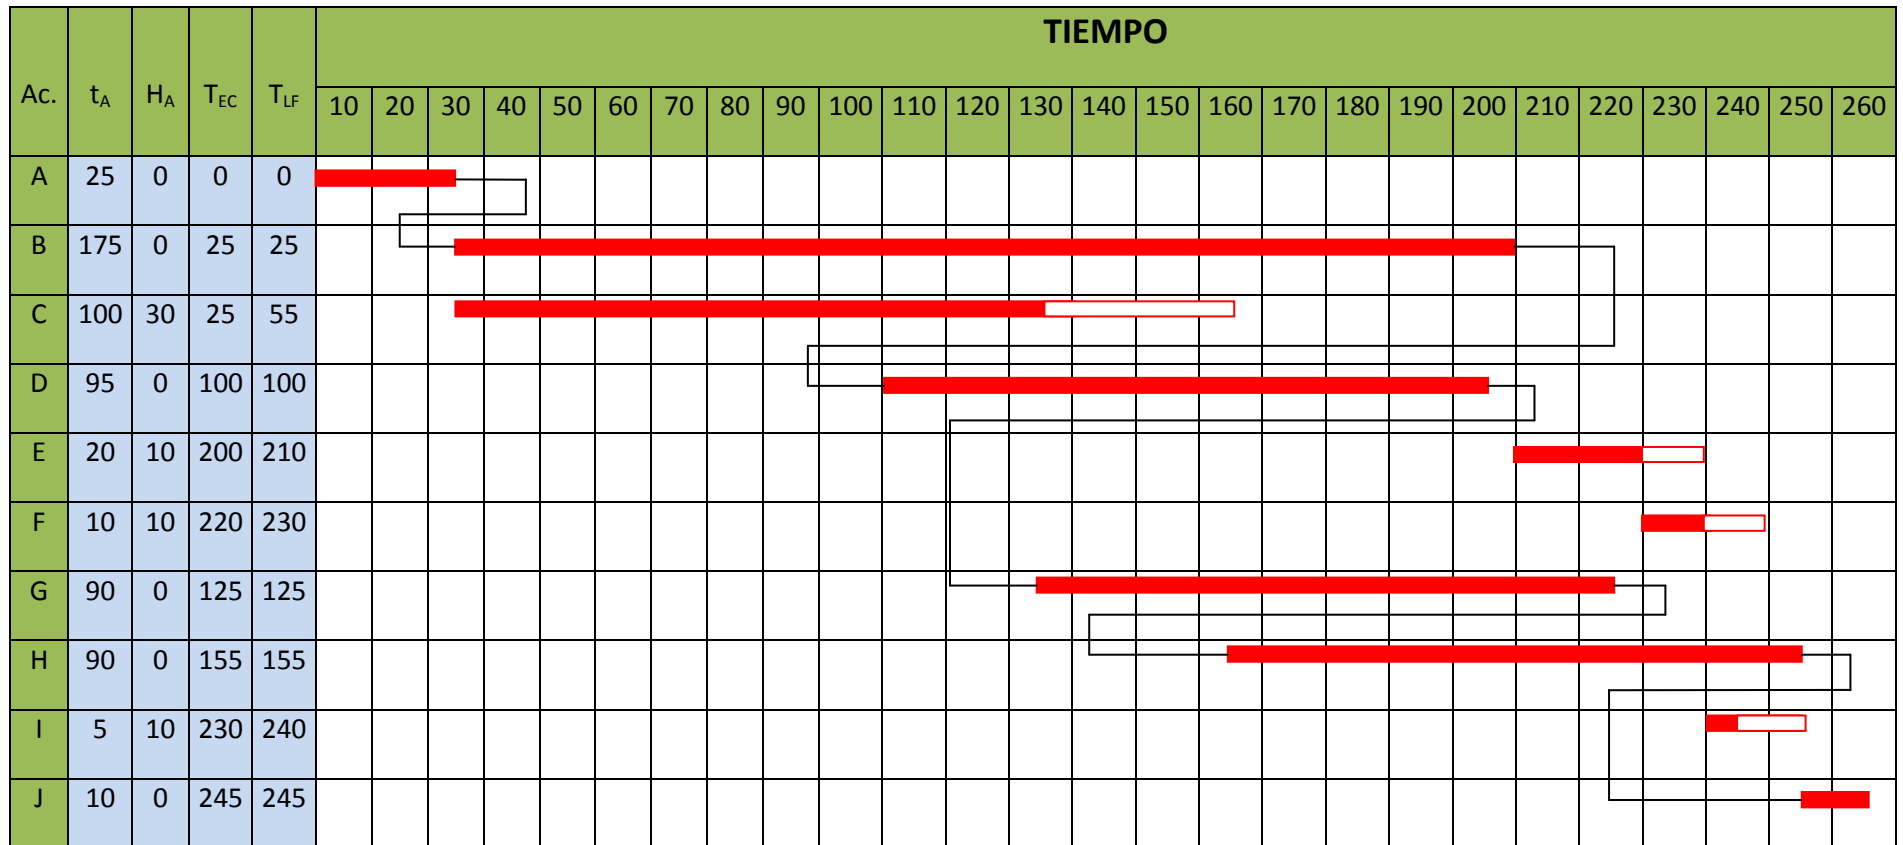 TIEMPO
Ac. tA HA TEC TLF 10 20 30 40 50 60 70 80 90 100 110 120 130 140 150 160 170 180 190 200 210 220 230 240 250 260
A 25 0 0 0
B 175 0 25 25
C 100 30 25 55
D 95 0 100 100
E 20 10 200 210
F 10 10 220 230
G 90 0 125 125
H 90 0 155 155
I 5 10 230 240
J 10 0 245 245